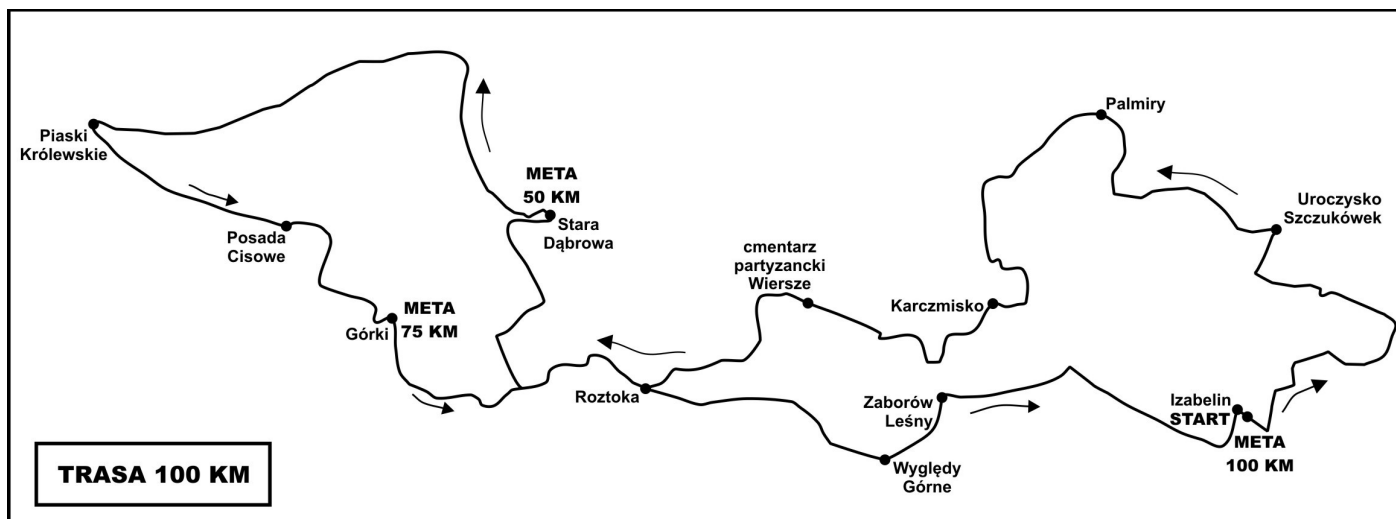 Palmiry
Piaski
Królewskie
META
50 KM
Stara
Dąbrowa
Uroczysko
Szczukówek
Posada
Cisowe
cmentarz
partyzancki
Wiersze
META
75 KM
Górki
Karczmisko
Roztoka
Zaborów
Leśny
Izabelin
START
META
100 KM
Wyględy
Górne
TRASA 100 KM